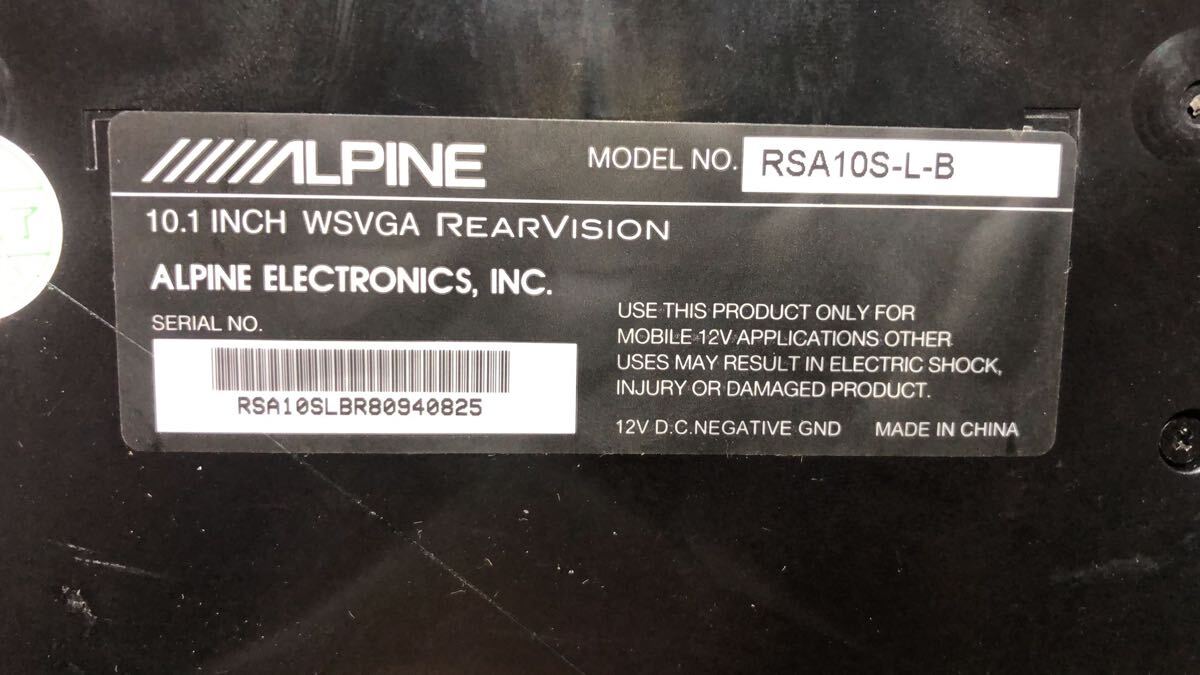 ALPINE
MODEL NO. RSA10S-L-B
10.1 INCH WSVGA REARVISION
ALPINE ELECTRONICS, INC.
SERIAL NO.
RSA10SLBR80940825
USE THIS PRODUCT ONLY FOR
MOBILE 12V APPLICATIONS OTHER
USES MAY RESULT IN ELECTRIC SHOCK,
INJURY OR DAMAGED PRODUCT.
12V D.C.NEGATIVE GND MADE IN CHINA